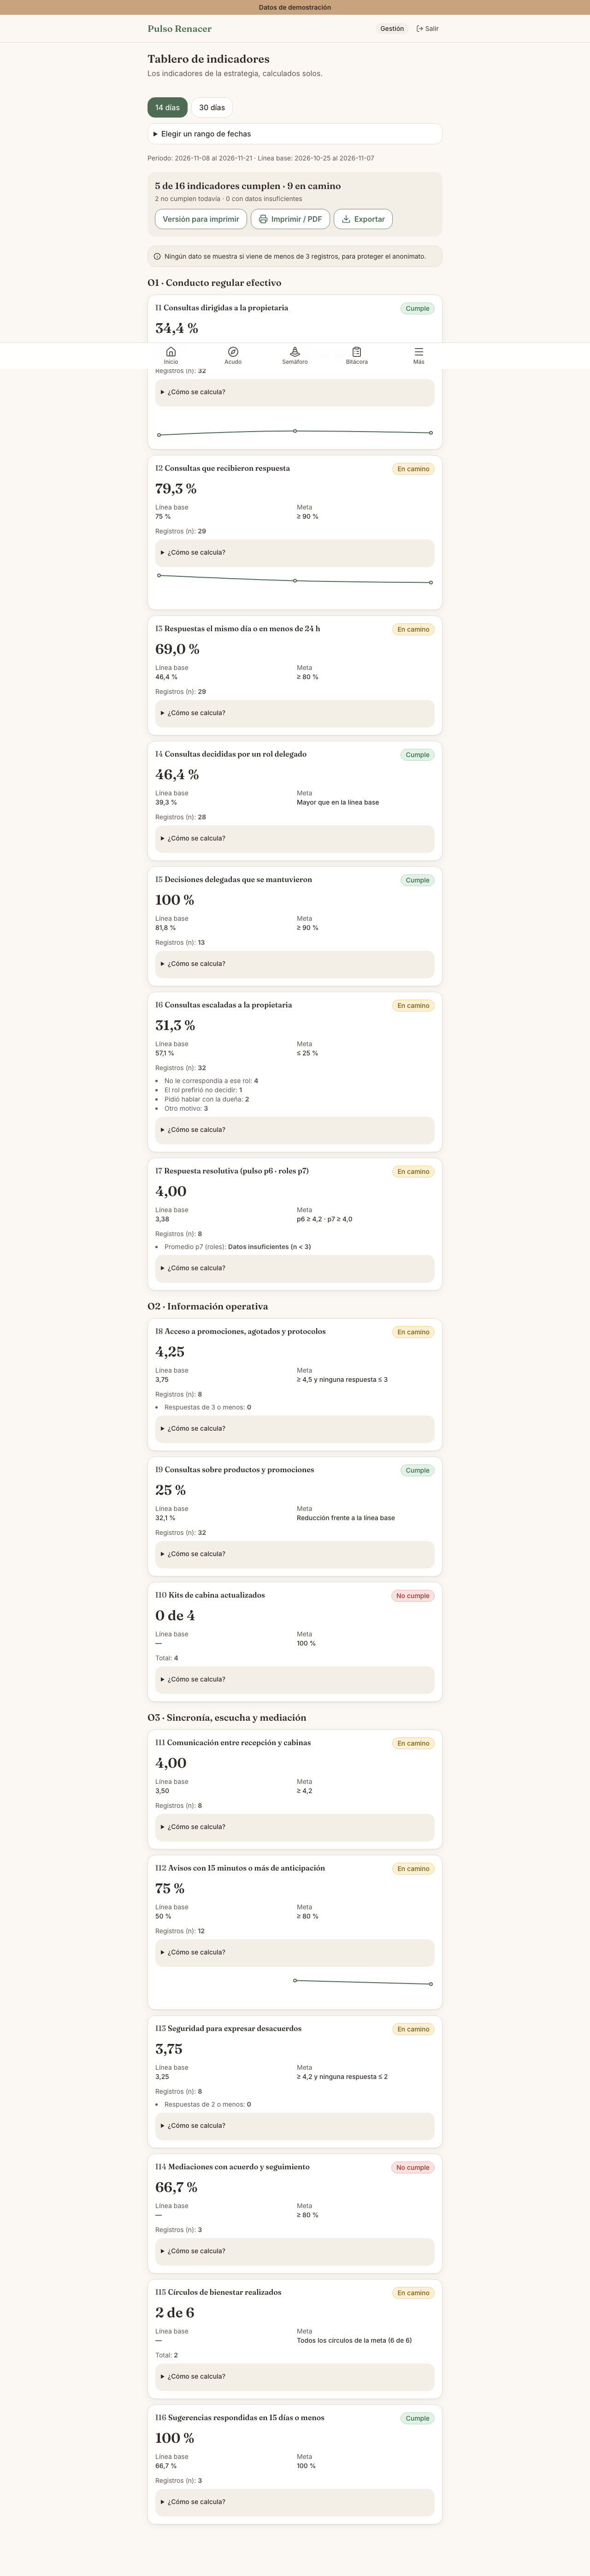 Datos de demostración
Pulso Renacer
Gestión
Salir
Tablero de indicadores
Los indicadores de la estrategia, calculados solos.
14 días
30 días
Elegir un rango de fechas
Periodo: 2026-11-08 al 2026-11-21 · Línea base: 2026-10-25 al 2026-11-07
5 de 16 indicadores cumplen · 9 en camino
2 no cumplen todavía · 0 con datos insuficientes
Versión para imprimir
Imprimir / PDF
Exportar
Ningún dato se muestra si viene de menos de 3 registros, para proteger el anonimato.
O1 · Conducto regular efectivo
I1 Consultas dirigidas a la propietaria
Cumple
34,4 %
Inicio
Acudo
Semáforo
Bitácora
Más
Registros (n): 32
¿Cómo se calcula?
I2 Consultas que recibieron respuesta
En camino
79,3 %
Línea base
Meta
75 %
≥ 90 %
Registros (n): 29
¿Cómo se calcula?
I3 Respuestas el mismo día o en menos de 24 h
En camino
69,0 %
Línea base
Meta
46,4 %
≥ 80 %
Registros (n): 29
¿Cómo se calcula?
I4 Consultas decididas por un rol delegado
Cumple
46,4 %
Línea base
Meta
39,3 %
Mayor que en la línea base
Registros (n): 28
¿Cómo se calcula?
I5 Decisiones delegadas que se mantuvieron
Cumple
100 %
Línea base
Meta
81,8 %
≥ 90 %
Registros (n): 13
¿Cómo se calcula?
I6 Consultas escaladas a la propietaria
En camino
31,3 %
Línea base
Meta
57,1 %
≤ 25 %
Registros (n): 32
No le correspondía a ese rol: 4
El rol prefirió no decidir: 1
Pidió hablar con la dueña: 2
Otro motivo: 3
¿Cómo se calcula?
I7 Respuesta resolutiva (pulso p6 · roles p7)
En camino
4,00
Línea base
Meta
3,38
p6 ≥ 4,2 · p7 ≥ 4,0
Registros (n): 8
Promedio p7 (roles): Datos insuficientes (n < 3)
¿Cómo se calcula?
O2 · Información operativa
I8 Acceso a promociones, agotados y protocolos
En camino
4,25
Línea base
Meta
3,75
≥ 4,5 y ninguna respuesta ≤ 3
Registros (n): 8
Respuestas de 3 o menos: 0
¿Cómo se calcula?
I9 Consultas sobre productos y promociones
Cumple
25 %
Línea base
Meta
32,1 %
Reducción frente a la línea base
Registros (n): 32
¿Cómo se calcula?
I10 Kits de cabina actualizados
No cumple
0 de 4
Línea base
Meta
—
100 %
Total: 4
¿Cómo se calcula?
O3 · Sincronía, escucha y mediación
I11 Comunicación entre recepción y cabinas
En camino
4,00
Línea base
Meta
3,50
≥ 4,2
Registros (n): 8
¿Cómo se calcula?
I12 Avisos con 15 minutos o más de anticipación
En camino
75 %
Línea base
Meta
50 %
≥ 80 %
Registros (n): 12
¿Cómo se calcula?
I13 Seguridad para expresar desacuerdos
En camino
3,75
Línea base
Meta
3,25
≥ 4,2 y ninguna respuesta ≤ 2
Registros (n): 8
Respuestas de 2 o menos: 0
¿Cómo se calcula?
I14 Mediaciones con acuerdo y seguimiento
No cumple
66,7 %
Línea base
Meta
—
≥ 80 %
Registros (n): 3
¿Cómo se calcula?
I15 Círculos de bienestar realizados
En camino
2 de 6
Línea base
Meta
—
Todos los círculos de la meta (6 de 6)
Total: 2
¿Cómo se calcula?
I16 Sugerencias respondidas en 15 días o menos
Cumple
100 %
Línea base
Meta
66,7 %
100 %
Registros (n): 3
¿Cómo se calcula?